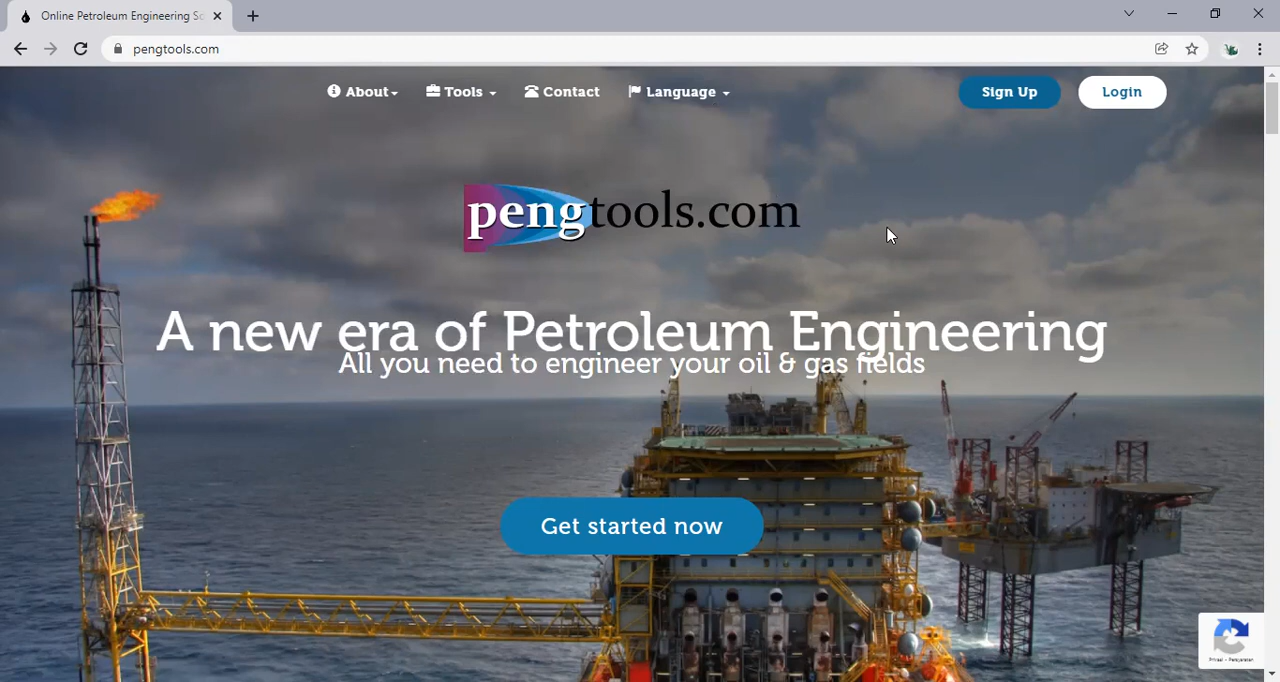 Online Petroleum Engineering So
pengtools.com
About
Tools
Contact
Language
Sign Up
Login
pengtools.com
A new era of Petroleum Engineering
All you need to engineer your oil & gas fields
Get started now